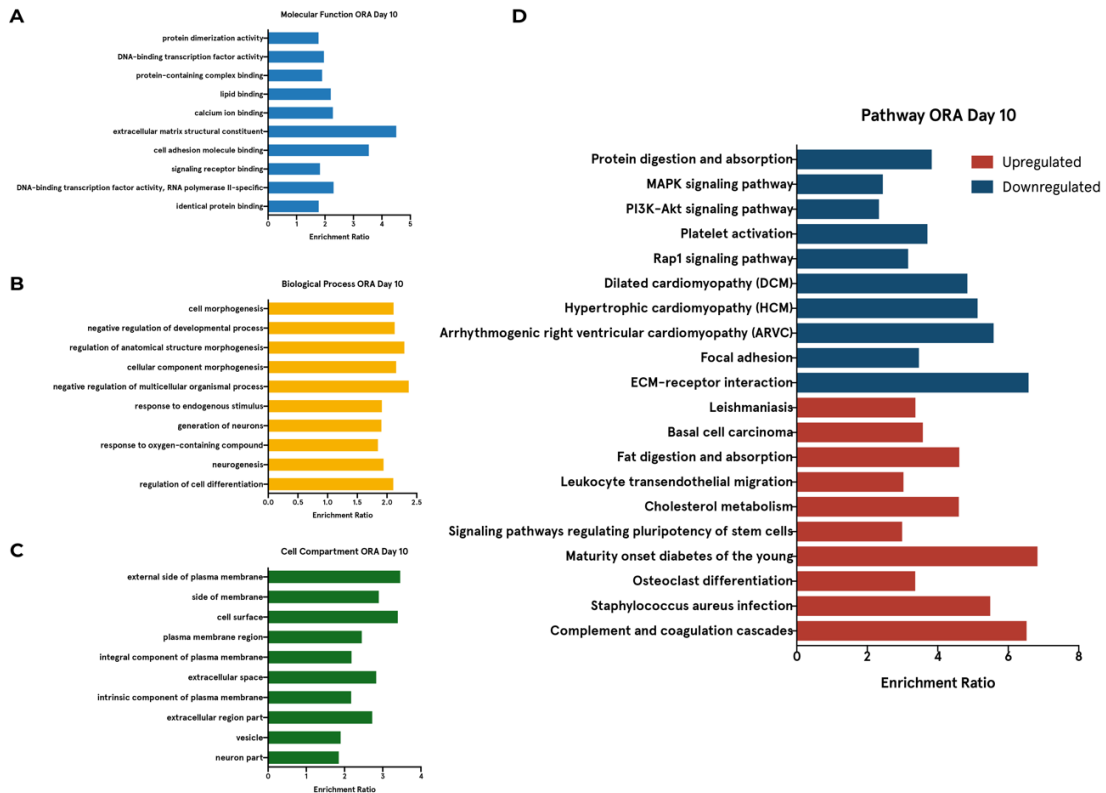 A
Molecular Function ORA Day 10
protein dimerization activity
DNA-binding transcription factor activity
protein-containing complex binding
lipid binding
calcium ion binding
extracellular matrix structural constituent
cell adhesion molecule binding
signaling receptor binding
DNA-binding transcription factor activity, RNA polymerase II-specific
identical protein binding
0 1 2 3 4 5
Enrichment Ratio
B
Biological Process ORA Day 10
cell morphogenesis
negative regulation of developmental process
regulation of anatomical structure morphogenesis
cellular component morphogenesis
negative regulation of multicellular organismal process
response to endogenous stimulus
generation of neurons
response to oxygen-containing compound
neurogenesis
regulation of cell differentiation
0.0 0.5 1.0 1.5 2.0 2.5
Enrichment Ratio
C
Cell Compartment ORA Day 10
external side of plasma membrane
side of membrane
cell surface
plasma membrane region
integral component of plasma membrane
extracellular space
intrinsic component of plasma membrane
extracellular region part
vesicle
neuron part
0 1 2 3 4
Enrichment Ratio
D
Pathway ORA Day 10
Upregulated
Downregulated
Protein digestion and absorption
MAPK signaling pathway
PI3K-Akt signaling pathway
Platelet activation
Rap1 signaling pathway
Dilated cardiomyopathy (DCM)
Hypertrophic cardiomyopathy (HCM)
Arrhythmogenic right ventricular cardiomyopathy (ARVC)
Focal adhesion
ECM-receptor interaction
Leishmaniasis
Basal cell carcinoma
Fat digestion and absorption
Leukocyte transendothelial migration
Cholesterol metabolism
Signaling pathways regulating pluripotency of stem cells
Maturity onset diabetes of the young
Osteoclast differentiation
Staphylococcus aureus infection
Complement and coagulation cascades
0 2 4 6 8
Enrichment Ratio